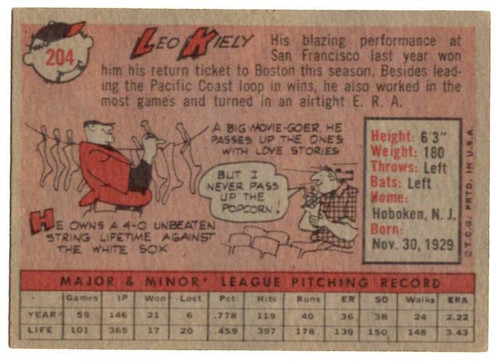 204
LEO KIELY
His blazing performance at
San Francisco last year won
him his return ticket to Boston this season. Besides lead-
ing the Pacific Coast loop in wins, he also worked in the
most games and turned in an airtight E. R. A.
A BIG MOVIE-GOER, HE
PASSES UP THE ONES
WITH LOVE STORIES
BUT I
NEVER PASS
UP THE
POPCORN!
HE OWNS A 4-0 UNBEATEN
STRING LIFETIME AGAINST
THE WHITE SOX
Height: 6'3"
Weight: 180
Throws: Left
Bats: Left
Home:
Hoboken, N. J.
Born:
Nov. 30, 1929
© T.C.G. PRTD. IN U.S.A.
MAJOR & MINOR LEAGUE PITCHING RECORD
Games IP Won Lost Pct. Hits Runs ER SO Walks ERA
YEAR 59 146 21 6 .778 119 40 36 38 24 2.22
LIFE 101 365 17 20 .459 397 178 139 150 148 3.43